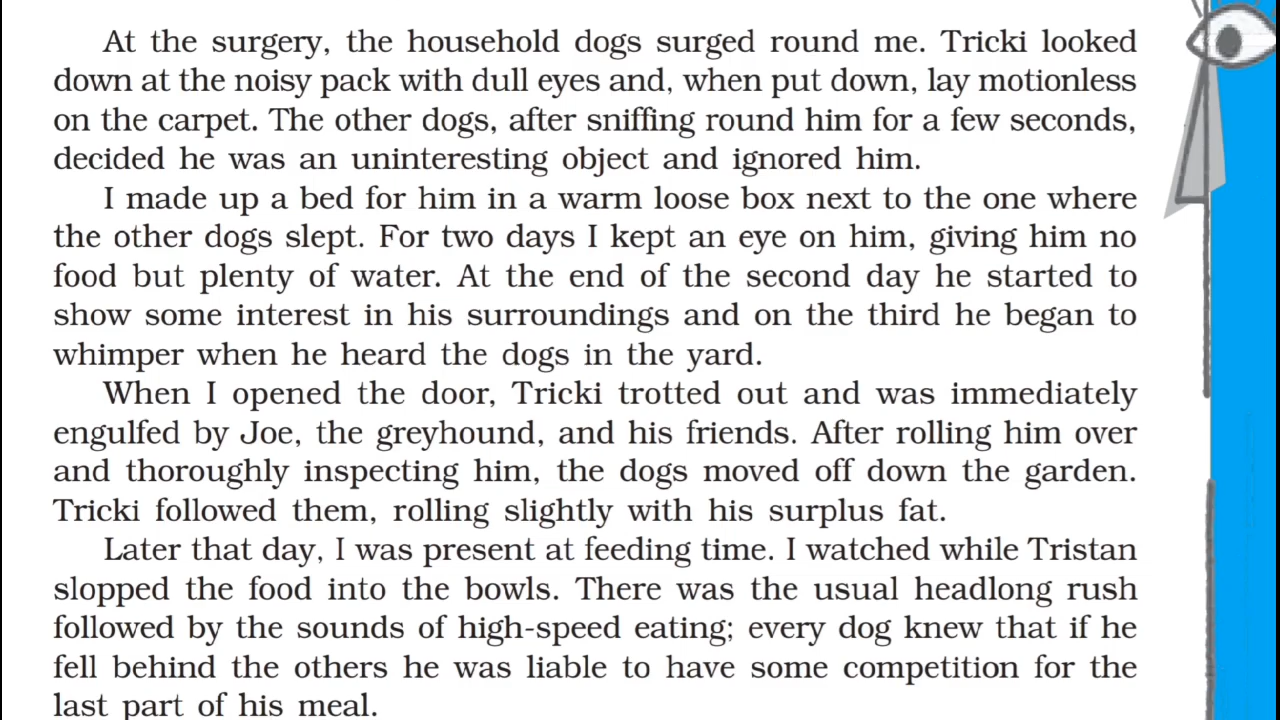 At the surgery, the household dogs surged round me. Tricki looked
down at the noisy pack with dull eyes and, when put down, lay motionless
on the carpet. The other dogs, after sniffing round him for a few seconds,
decided he was an uninteresting object and ignored him.
I made up a bed for him in a warm loose box next to the one where
the other dogs slept. For two days I kept an eye on him, giving him no
food but plenty of water. At the end of the second day he started to
show some interest in his surroundings and on the third he began to
whimper when he heard the dogs in the yard.
When I opened the door, Tricki trotted out and was immediately
engulfed by Joe, the greyhound, and his friends. After rolling him over
and thoroughly inspecting him, the dogs moved off down the garden.
Tricki followed them, rolling slightly with his surplus fat.
Later that day, I was present at feeding time. I watched while Tristan
slopped the food into the bowls. There was the usual headlong rush
followed by the sounds of high-speed eating; every dog knew that if he
fell behind the others he was liable to have some competition for the
last part of his meal.